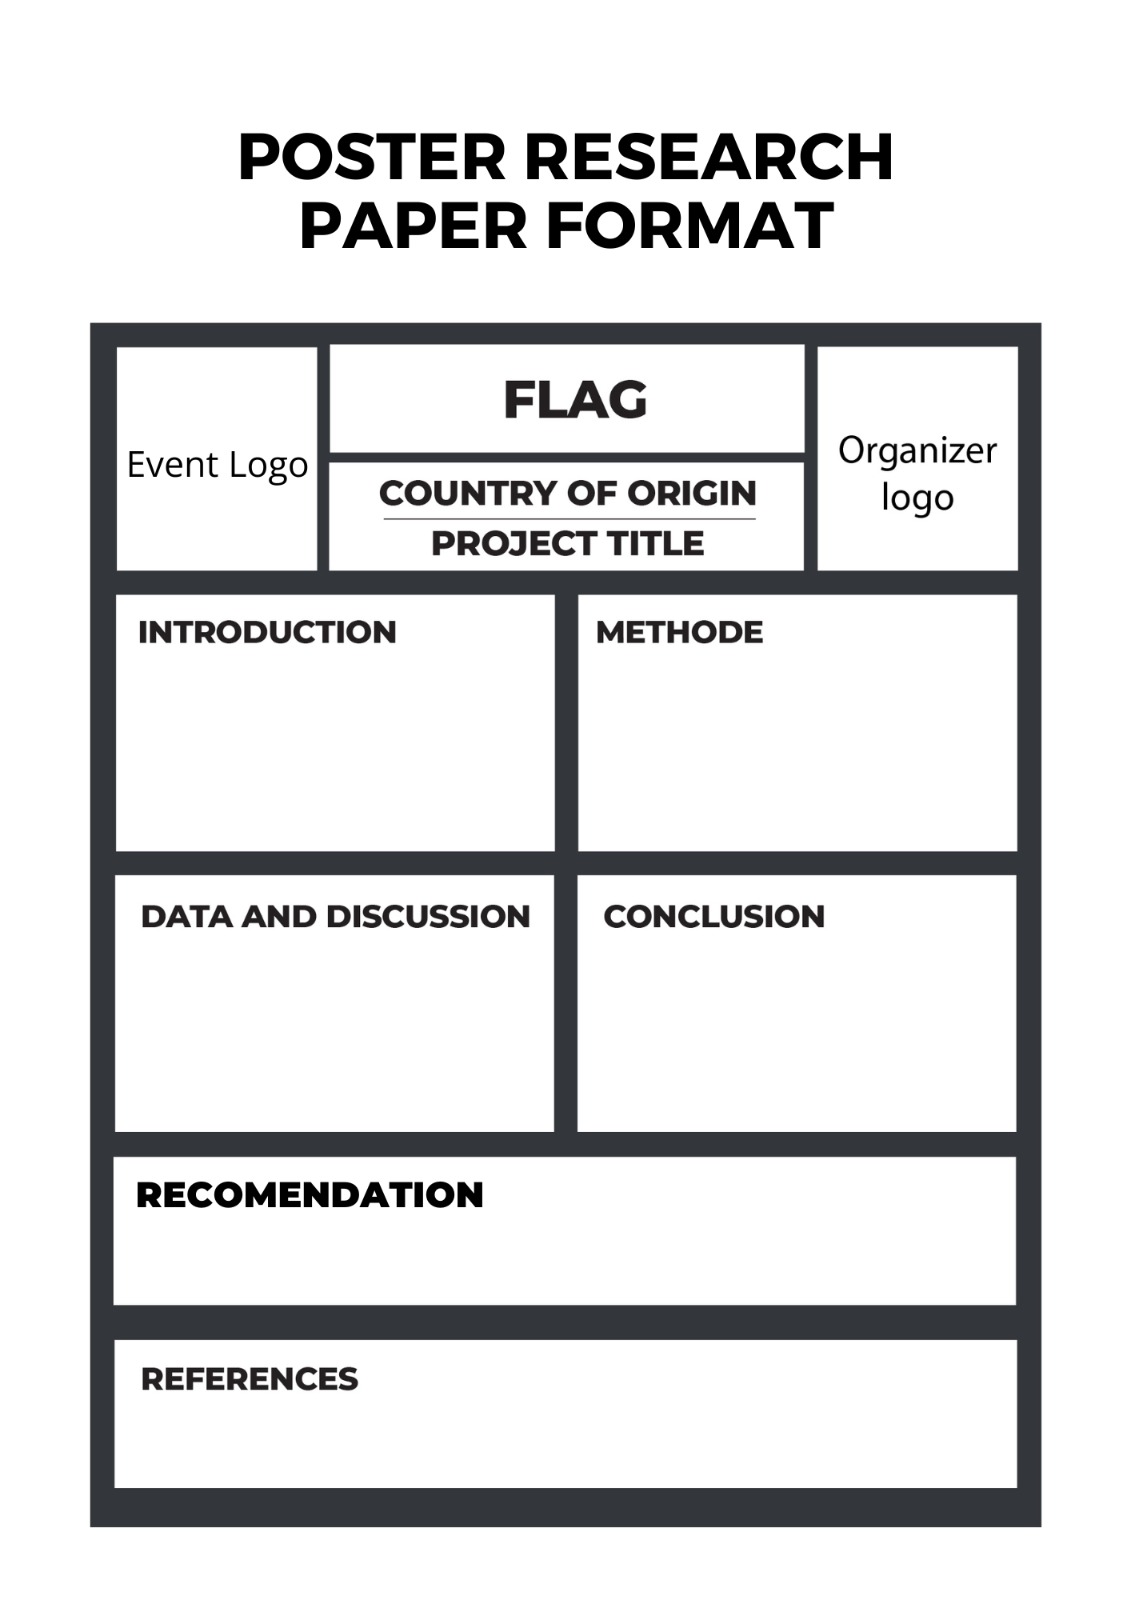 POSTER RESEARCH
PAPER FORMAT
Event Logo
FLAG
COUNTRY OF ORIGIN
PROJECT TITLE
Organizer
logo
INTRODUCTION
METHODE
DATA AND DISCUSSION
CONCLUSION
RECOMENDATION
REFERENCES